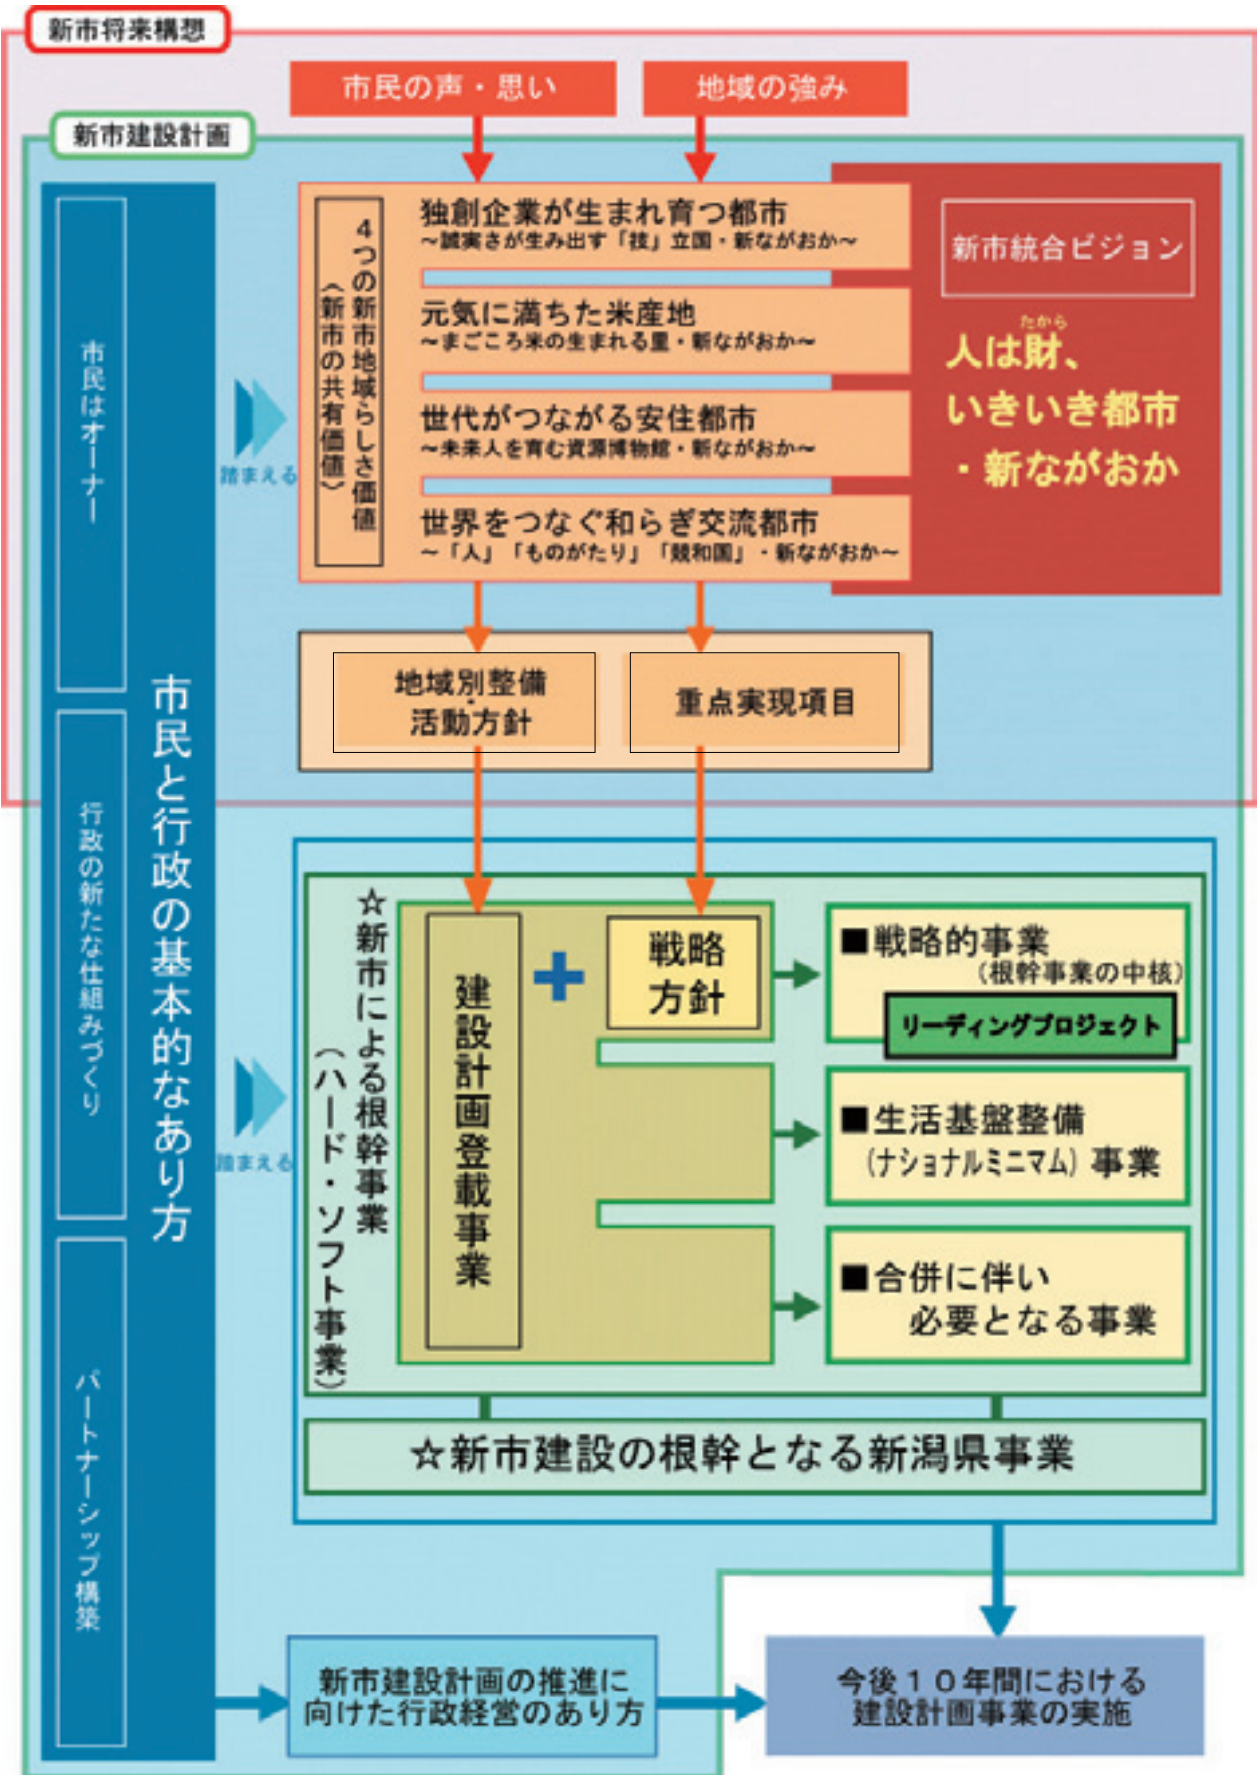 新市将来構想
市民の声・思い
地域の強み
新市建設計画
市民と行政の基本的なあり方
市民はオーナー
行政の新たな仕組みづくり
パートナーシップ構築
踏まえる
4つの新市地域らしさ価値
(新市の共有価値)
独創企業が生まれ育つ都市
～誠実さが生み出す「技」立国・新ながおか～
元気に満ちた米産地
～まごころ米の生まれる里・新ながおか～
世代がつながる安住都市
～未来人を育む資源博物館・新ながおか～
世界をつなぐ和らぎ交流都市
～「人」「ものがたり」「競和国」・新ながおか～
新市統合ビジョン
たから
人は財、
いきいき都市
・新ながおか
地域別整備
・
活動方針
重点実現項目
踏まえる
☆新市による根幹事業
(ハード・ソフト事業)
建設計画登載事業
+
戦略
方針
■戦略的事業
(根幹事業の中核)
リーディングプロジェクト
■生活基盤整備
(ナショナルミニマム) 事業
■合併に伴い
必要となる事業
☆新市建設の根幹となる新潟県事業
新市建設計画の推進に
向けた行政経営のあり方
今後10年間における
建設計画事業の実施